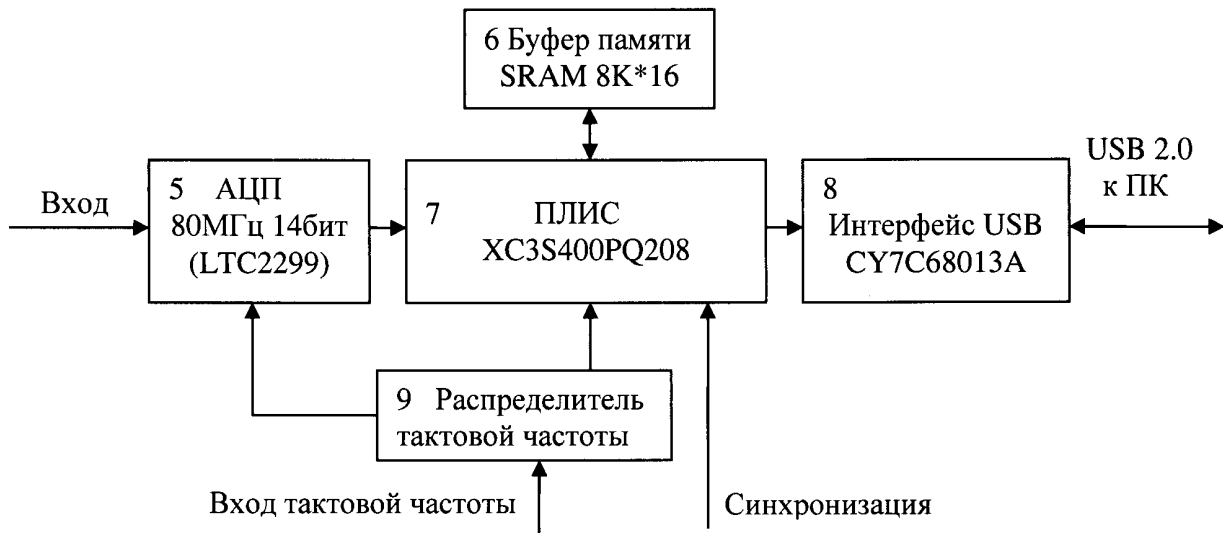 6 Буфер памяти
SRAM 8K*16
USB 2.0
к ПК
Вход
5 АЦП
80МГц 14бит
(LTC2299)
7 ПЛИС
XC3S400PQ208
8
Интерфейс USB
CY7C68013A
9 Распределитель
тактовой частоты
Вход тактовой частоты
Синхронизация